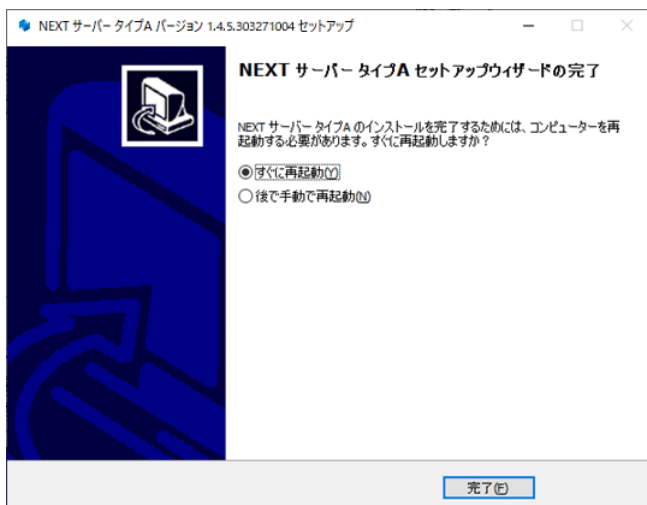 NEXT サーバー タイプA バージョン 1.4.5.303271004 セットアップ
NEXT サーバー タイプA セットアップウィザードの完了
NEXT サーバー タイプA のインストールを完了するためには、コンピューターを再
起動する必要があります。すぐに再起動しますか？
すぐに再起動(Y)
後で手動で再起動(N)
完了(F)